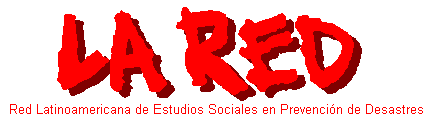 LA RED
Red Latinoamericana de Estudios Sociales en Prevención de Desastres